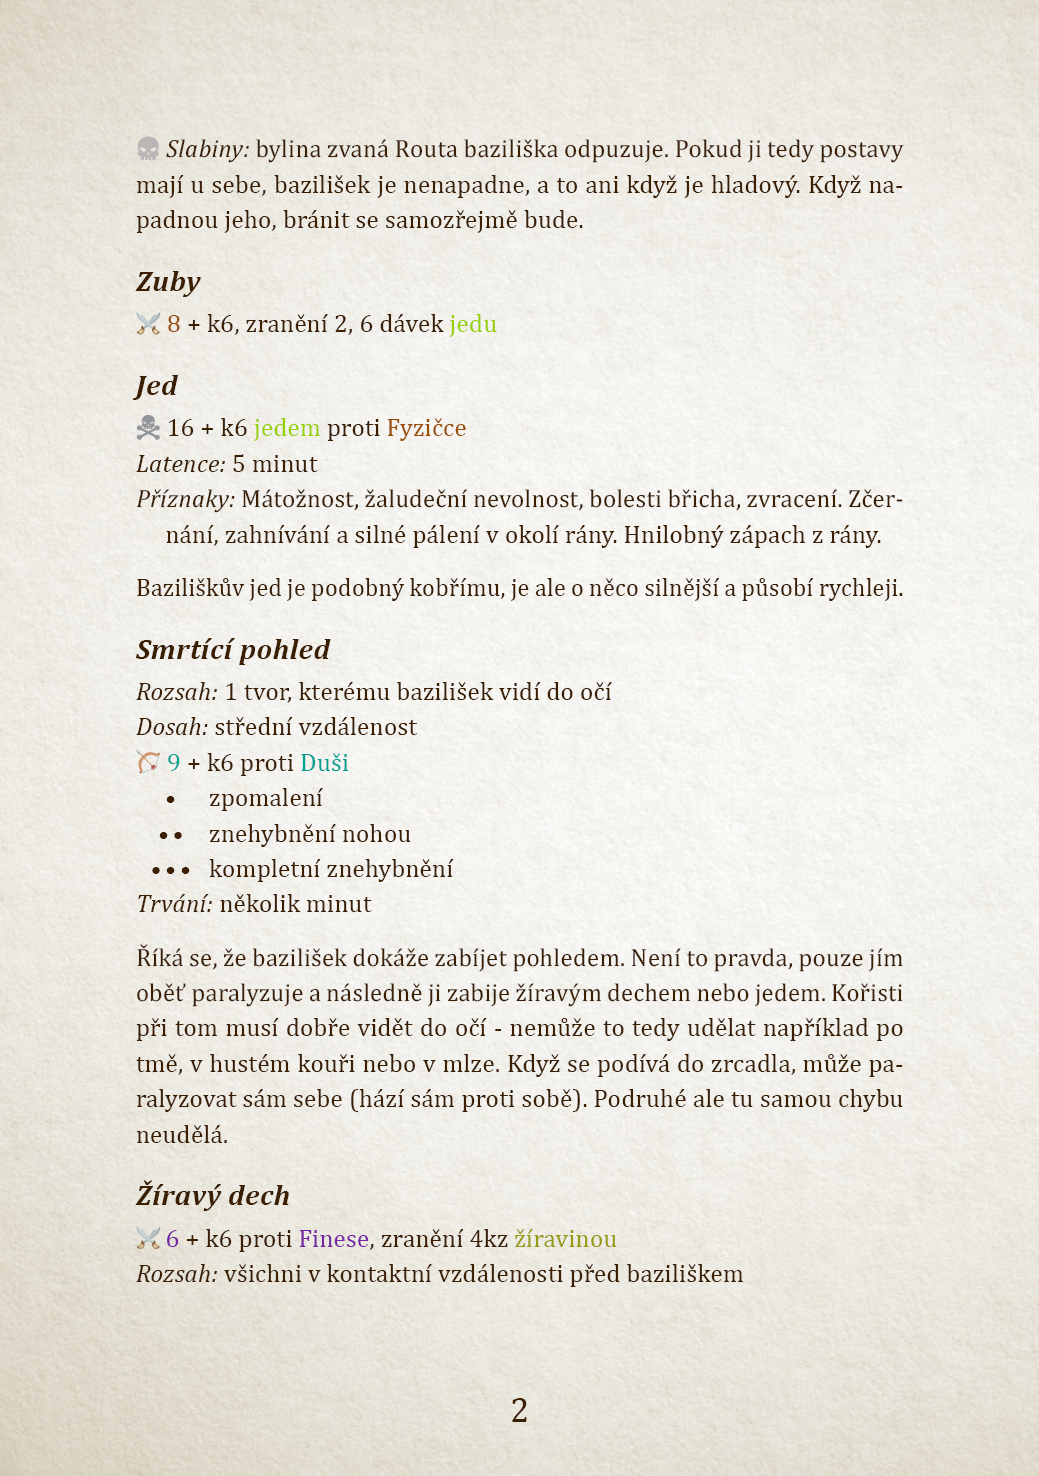 Slabiny: bylina zvaná Routa baziliška odpuzuje. Pokud ji tedy postavy
mají u sebe, bazilišek je nenapadne, a to ani když je hladový. Když na-
padnou jeho, bránit se samozřejmě bude.
Zuby
8 + k6, zranění 2, 6 dávek jedu
Jed
16 + k6 jedem proti Fyzičce
Latence: 5 minut
Příznaky: Mátožnost, žaludeční nevolnost, bolesti břicha, zvracení. Zčer-
nání, zahnívání a silné pálení v okolí rány. Hnilobný zápach z rány.
Baziliškův jed je podobný kobřímu, je ale o něco silnější a působí rychleji.
Smrtící pohled
Rozsah: 1 tvor, kterému bazilišek vidí do očí
Dosah: střední vzdálenost
9 + k6 proti Duši
• zpomalení
•• znehybnění nohou
••• kompletní znehybnění
Trvání: několik minut
Říká se, že bazilišek dokáže zabíjet pohledem. Není to pravda, pouze jím
oběť paralyzuje a následně ji zabije žíravým dechem nebo jedem. Kořisti
při tom musí dobře vidět do očí - nemůže to tedy udělat například po
tmě, v hustém kouři nebo v mlze. Když se podívá do zrcadla, může pa-
ralyzovat sám sebe (hází sám proti sobě). Podruhé ale tu samou chybu
neudělá.
Žíravý dech
6 + k6 proti Finese, zranění 4kz žíravinou
Rozsah: všichni v kontaktní vzdálenosti před baziliškem
2